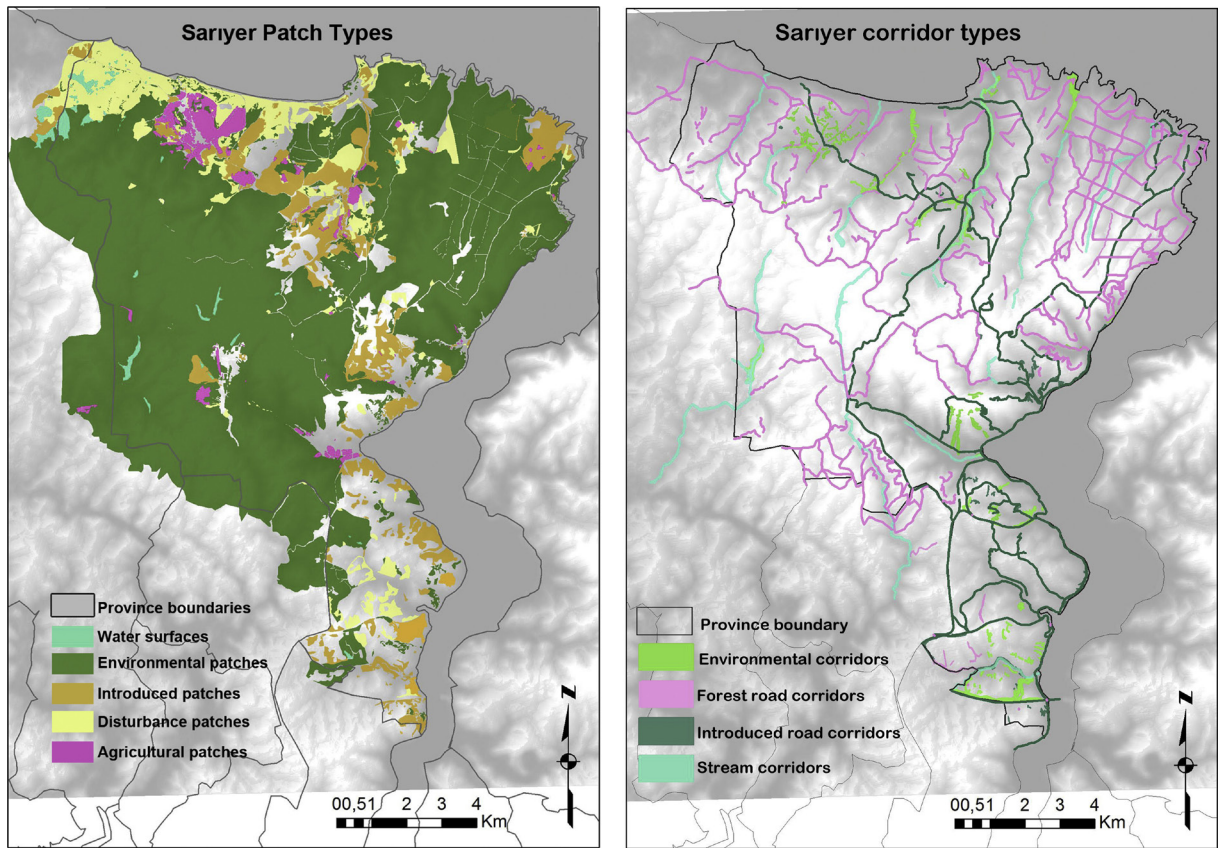 Sarıyer Patch Types
Province boundaries
Water surfaces
Environmental patches
Introduced patches
Disturbance patches
Agricultural patches
N
00,51 2 3 4
Km
Sarıyer corridor types
Province boundary
Environmental corridors
Forest road corridors
Introduced road corridors
Stream corridors
N
00,51 2 3 4
Km